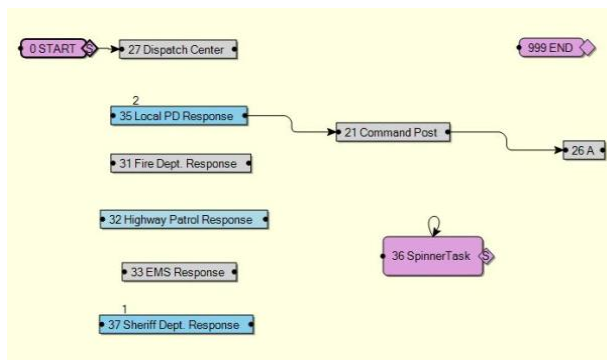 0 START
S
27 Dispatch Center
999 END
2
35 Local PD Response
21 Command Post
26 A
31 Fire Dept. Response
32 Highway Patrol Response
36 SpinnerTask
S
33 EMS Response
1
37 Sheriff Dept. Response